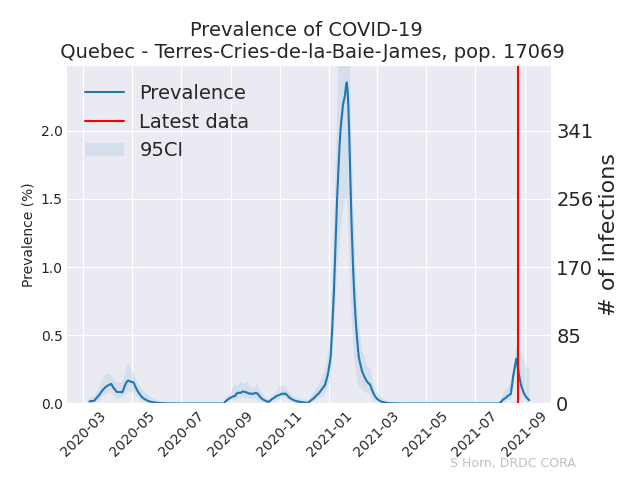 Prevalence of COVID-19
Quebec - Terres-Cries-de-la-Baie-James, pop. 17069
Prevalence
Latest data
95CI
Prevalence (%)
2.0
1.5
1.0
0.5
0.0
341
256
170
85
0
# of infections
2020-03
2020-05
2020-07
2020-09
2020-11
2021-01
2021-03
2021-05
2021-07
2021-09
S Horn, DRDC CORA